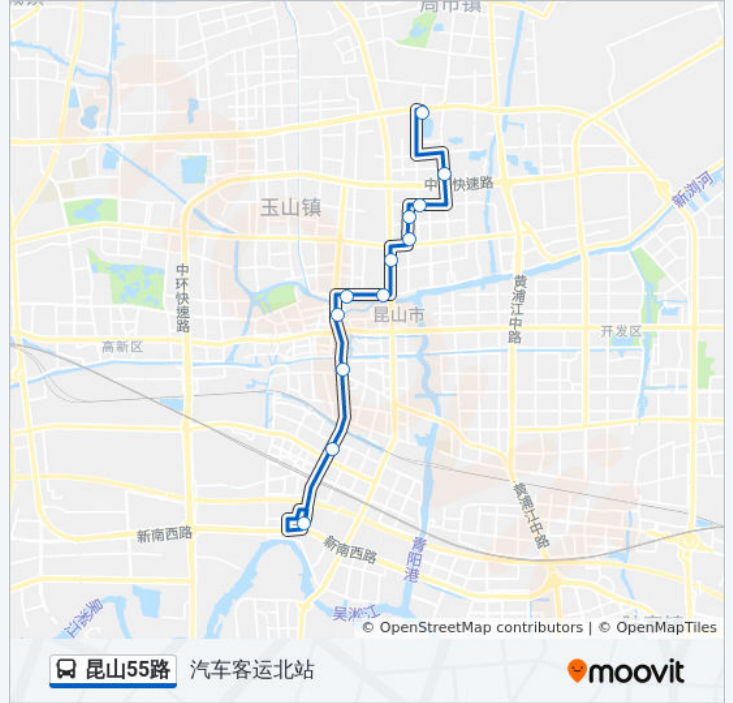 周市镇
中环快速路
新浏河
玉山镇
中环快速路
黄浦江中路
昆山市
开发区
高新区
黄浦江中路
新南西路
新南西路
青阳港
吴淞江
吴淞江
© OpenStreetMap contributors | © OpenMapTiles
昆山55路 汽车客运北站 moovit